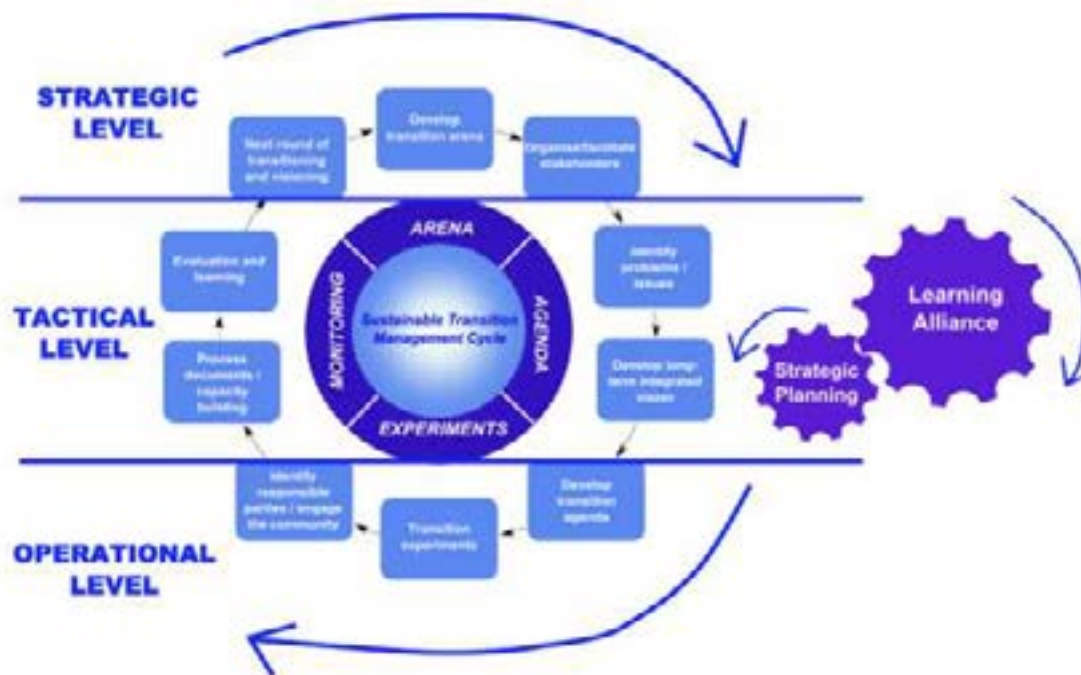 STRATEGIC
LEVEL
Develop
transition arena
Next round of
transitioning
and visioning
Organise/facilitate
stakeholders
ARENA
Evaluation and
learning
Identify
problems /
issues
MONITORING
Sustainable Transition
Management Cycle
AGENDA
Learning
Alliance
TACTICAL
LEVEL
Process
documents /
capacity
building
Develop long-
term integrated
vision
Strategic
Planning
EXPERIMENTS
Identify
responsible
parties / engage
the community
Transition
experiments
Develop
transition
agenda
OPERATIONAL
LEVEL